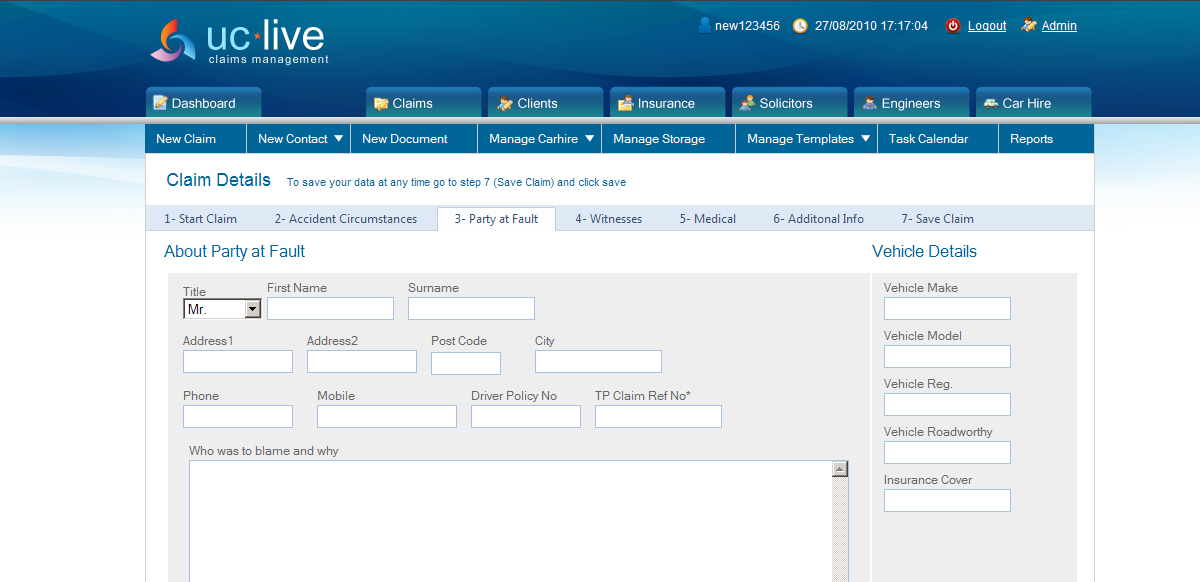 uc live
claims management
new123456 27/08/2010 17:17:04 Logout Admin
Dashboard Claims Clients Insurance Solicitors Engineers Car Hire
New Claim New Contact New Document Manage Carhire Manage Storage Manage Templates Task Calendar Reports
Claim Details To save your data at any time go to step 7 (Save Claim) and click save
1- Start Claim 2- Accident Circumstances 3- Party at Fault 4- Witnesses 5- Medical 6- Additonal Info 7- Save Claim
About Party at Fault
Title First Name Surname
Mr.
Address1 Address2 Post Code City
Phone Mobile Driver Policy No TP Claim Ref No*
Who was to blame and why
Vehicle Details
Vehicle Make
Vehicle Model
Vehicle Reg.
Vehicle Roadworthy
Insurance Cover